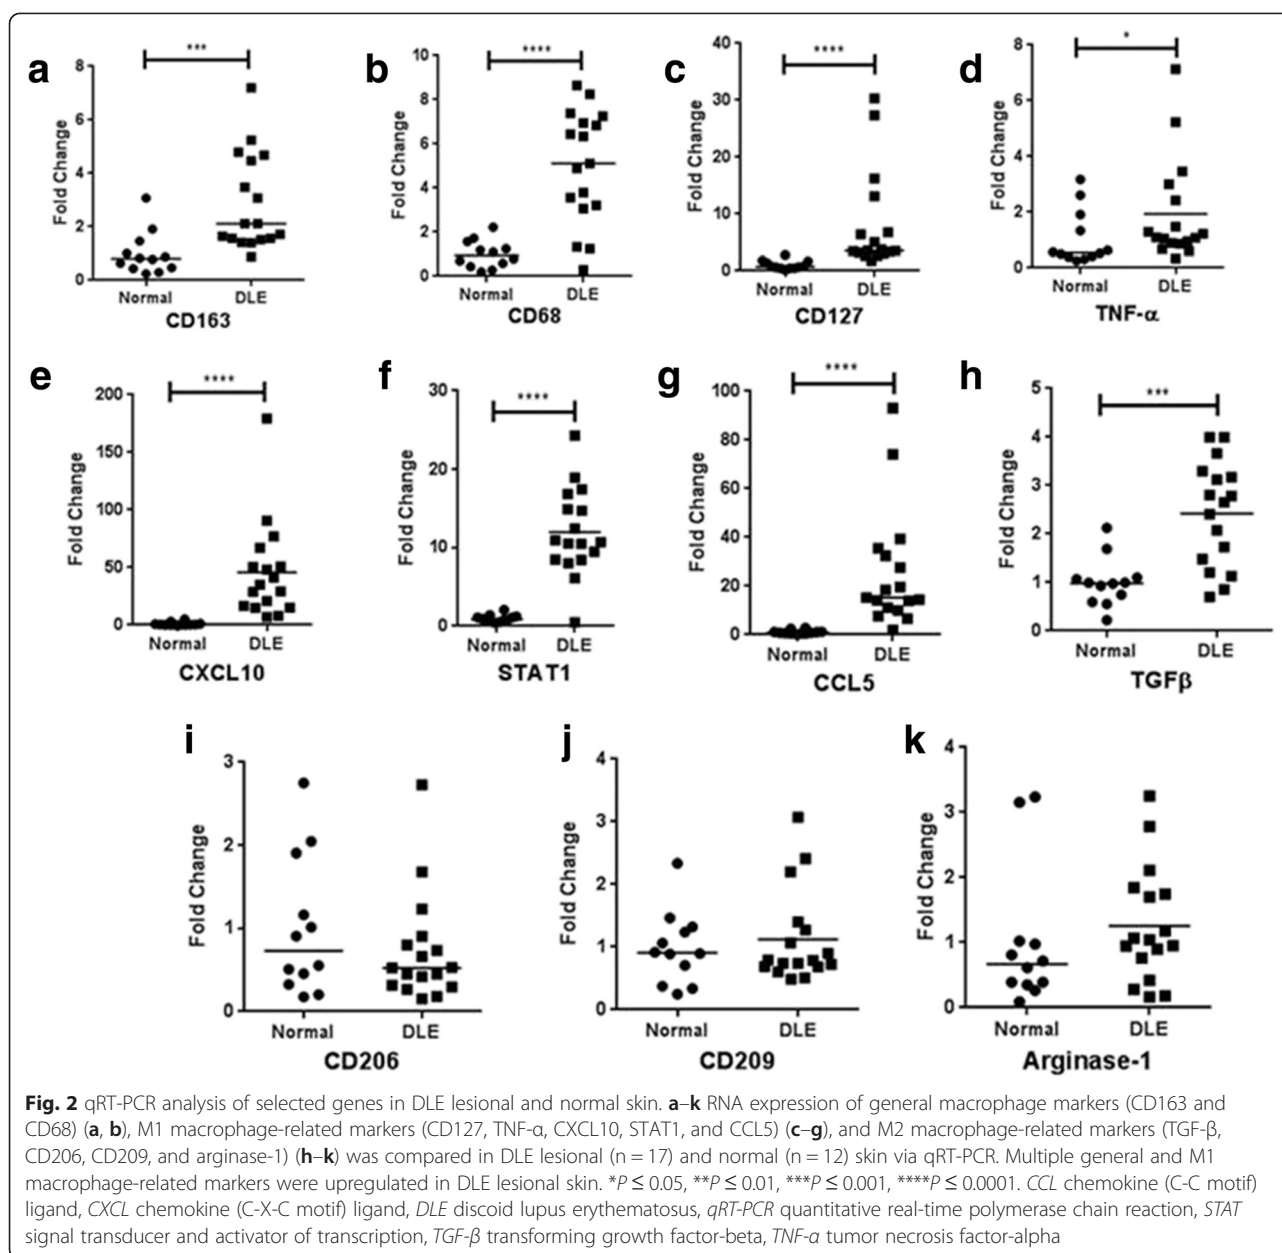 a
***
Fold Change
8
6
4
2
0
Normal DLE
CD163
b
****
Fold Change
10
8
6
4
2
0
Normal DLE
CD68
c
****
Fold Change
40
30
20
10
0
Normal DLE
CD127
d
*
Fold Change
8
6
4
2
0
Normal DLE
TNF-α
e
****
Fold Change
200
150
100
50
0
Normal DLE
CXCL10
f
****
Fold Change
30
20
10
0
Normal DLE
STAT1
g
****
Fold Change
100
80
60
40
20
0
Normal DLE
CCL5
h
***
Fold Change
5
4
3
2
1
0
Normal DLE
TGFβ
i
Fold Change
3
2
1
0
Normal DLE
CD206
j
Fold Change
4
3
2
1
0
Normal DLE
CD209
k
Fold Change
4
3
2
1
0
Normal DLE
Arginase-1
Fig. 2 qRT-PCR analysis of selected genes in DLE lesional and normal skin. a–k RNA expression of general macrophage markers (CD163 and
CD68) (a, b), M1 macrophage-related markers (CD127, TNF-α, CXCL10, STAT1, and CCL5) (c–g), and M2 macrophage-related markers (TGF-β,
CD206, CD209, and arginase-1) (h–k) was compared in DLE lesional (n = 17) and normal (n = 12) skin via qRT-PCR. Multiple general and M1
macrophage-related markers were upregulated in DLE lesional skin. *P ≤ 0.05, **P ≤ 0.01, ***P ≤ 0.001, ****P ≤ 0.0001. CCL chemokine (C-C motif)
ligand, CXCL chemokine (C-X-C motif) ligand, DLE discoid lupus erythematosus, qRT-PCR quantitative real-time polymerase chain reaction, STAT
signal transducer and activator of transcription, TGF-β transforming growth factor-beta, TNF-α tumor necrosis factor-alpha